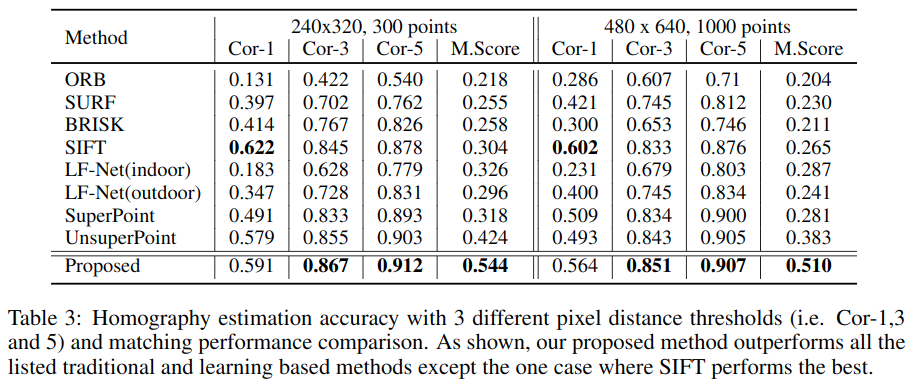 Method 240x320, 300 points 480 x 640, 1000 points
Cor-1 Cor-3 Cor-5 M.Score Cor-1 Cor-3 Cor-5 M.Score
ORB 0.131 0.422 0.540 0.218 0.286 0.607 0.71 0.204
SURF 0.397 0.702 0.762 0.255 0.421 0.745 0.812 0.230
BRISK 0.414 0.767 0.826 0.258 0.300 0.653 0.746 0.211
SIFT 0.622 0.845 0.878 0.304 0.602 0.833 0.876 0.265
LF-Net(indoor) 0.183 0.628 0.779 0.326 0.231 0.679 0.803 0.287
LF-Net(outdoor) 0.347 0.728 0.831 0.296 0.400 0.745 0.834 0.241
SuperPoint 0.491 0.833 0.893 0.318 0.509 0.834 0.900 0.281
UnsuperPoint 0.579 0.855 0.903 0.424 0.493 0.843 0.905 0.383
Proposed 0.591 0.867 0.912 0.544 0.564 0.851 0.907 0.510
Table 3: Homography estimation accuracy with 3 different pixel distance thresholds (i.e. Cor-1,3
and 5) and matching performance comparison. As shown, our proposed method outperforms all the
listed traditional and learning based methods except the one case where SIFT performs the best.